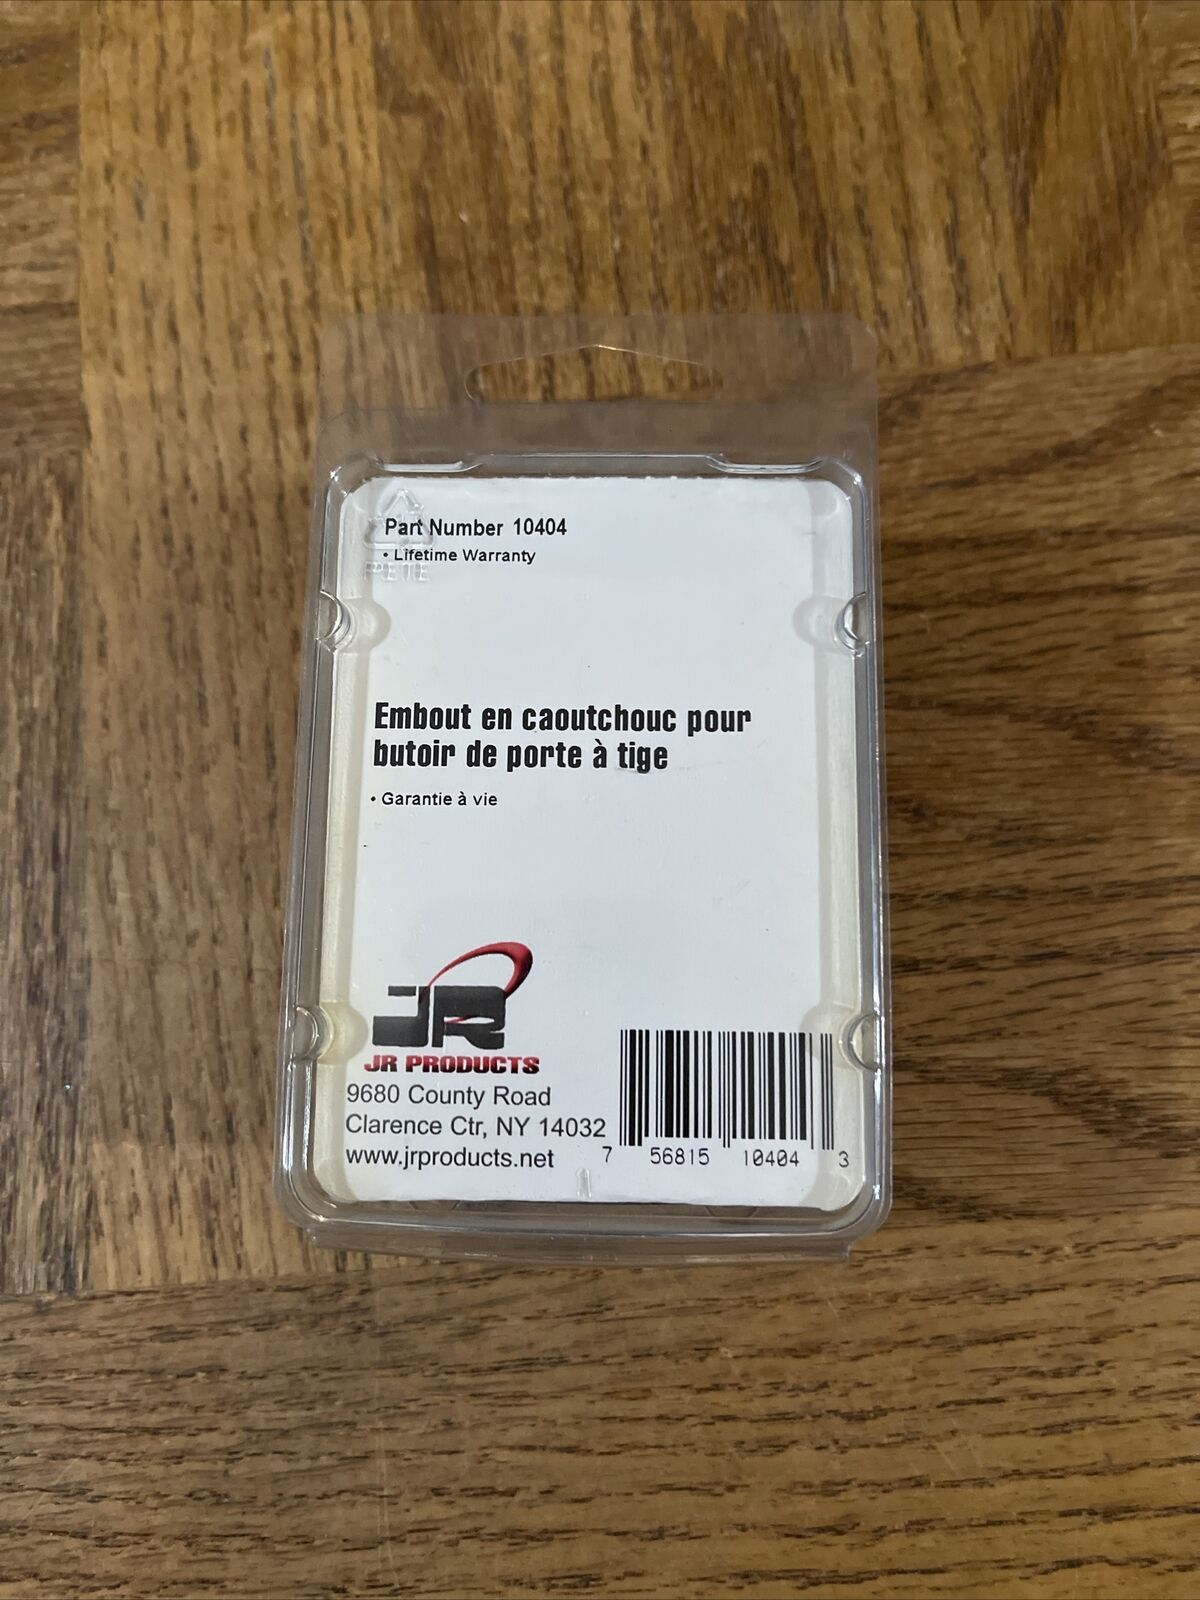 Part Number 10404
• Lifetime Warranty
PETE
Embout en caoutchouc pour
butoir de porte à tige
• Garantie à vie
JR
JR PRODUCTS
9680 County Road
Clarence Ctr, NY 14032
www.jrproducts.net
7 56815 10404 3